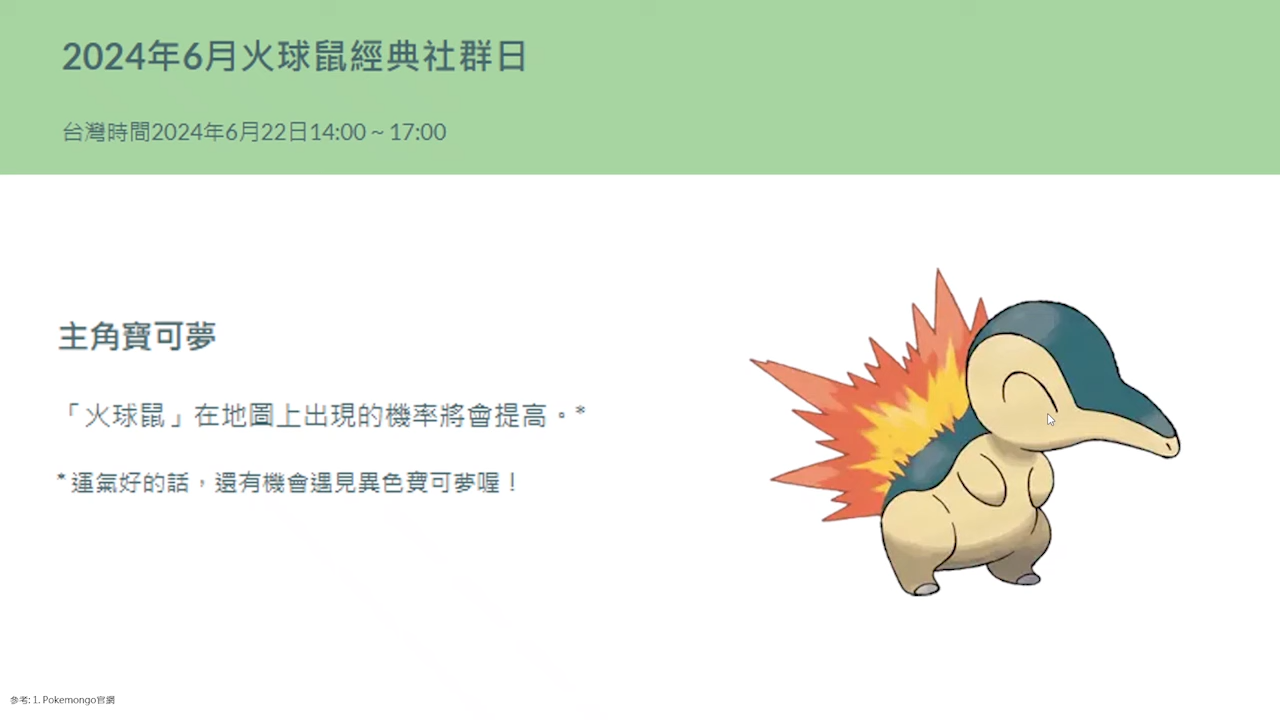 2024年6月火球鼠經典社群日
台灣時間2024年6月22日14:00 ~ 17:00
主角寶可夢
「火球鼠」在地圖上出現的機率將會提高。*
* 運氣好的話，還有機會遇見異色寶可夢喔！
參考: 1. Pokemongo官網